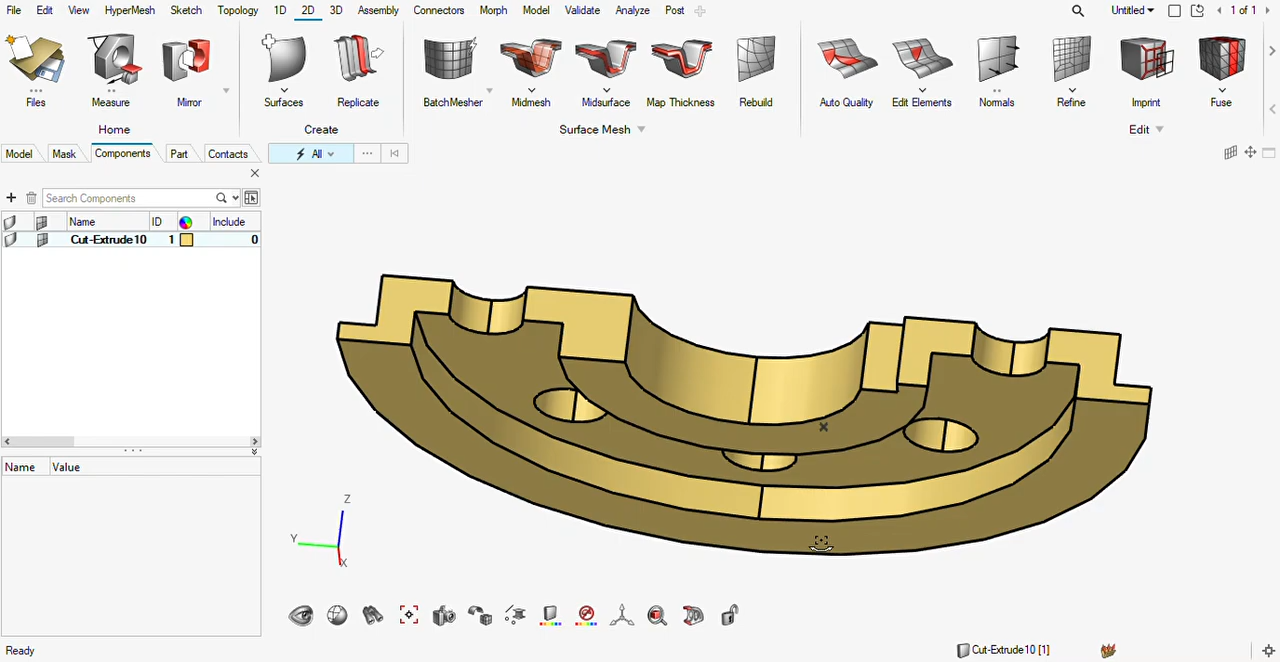 File Edit View HyperMesh Sketch Topology 1D 2D 3D Assembly Connectors Morph Model Validate Analyze Post Untitled 1 of 1
Files Measure Mirror Surfaces Replicate BatchMesher Midmesh Midsurface Map Thickness Rebuild Auto Quality Edit Elements Normals Refine Imprint Fuse
Home Create Surface Mesh Edit
Model Mask Components Part Contacts All
Search Components
Name ID Include
Cut-Extrude10 1 0
Name Value
Z
Y
X
Ready Cut-Extrude10 [1]